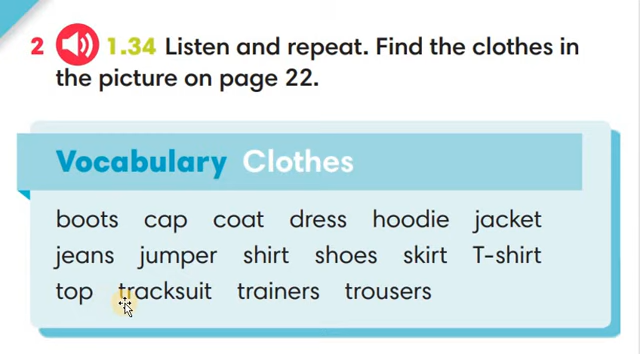 2 1.34 Listen and repeat. Find the clothes in
the picture on page 22.
Vocabulary Clothes
boots cap coat dress hoodie jacket
jeans jumper shirt shoes skirt T-shirt
top tracksuit trainers trousers